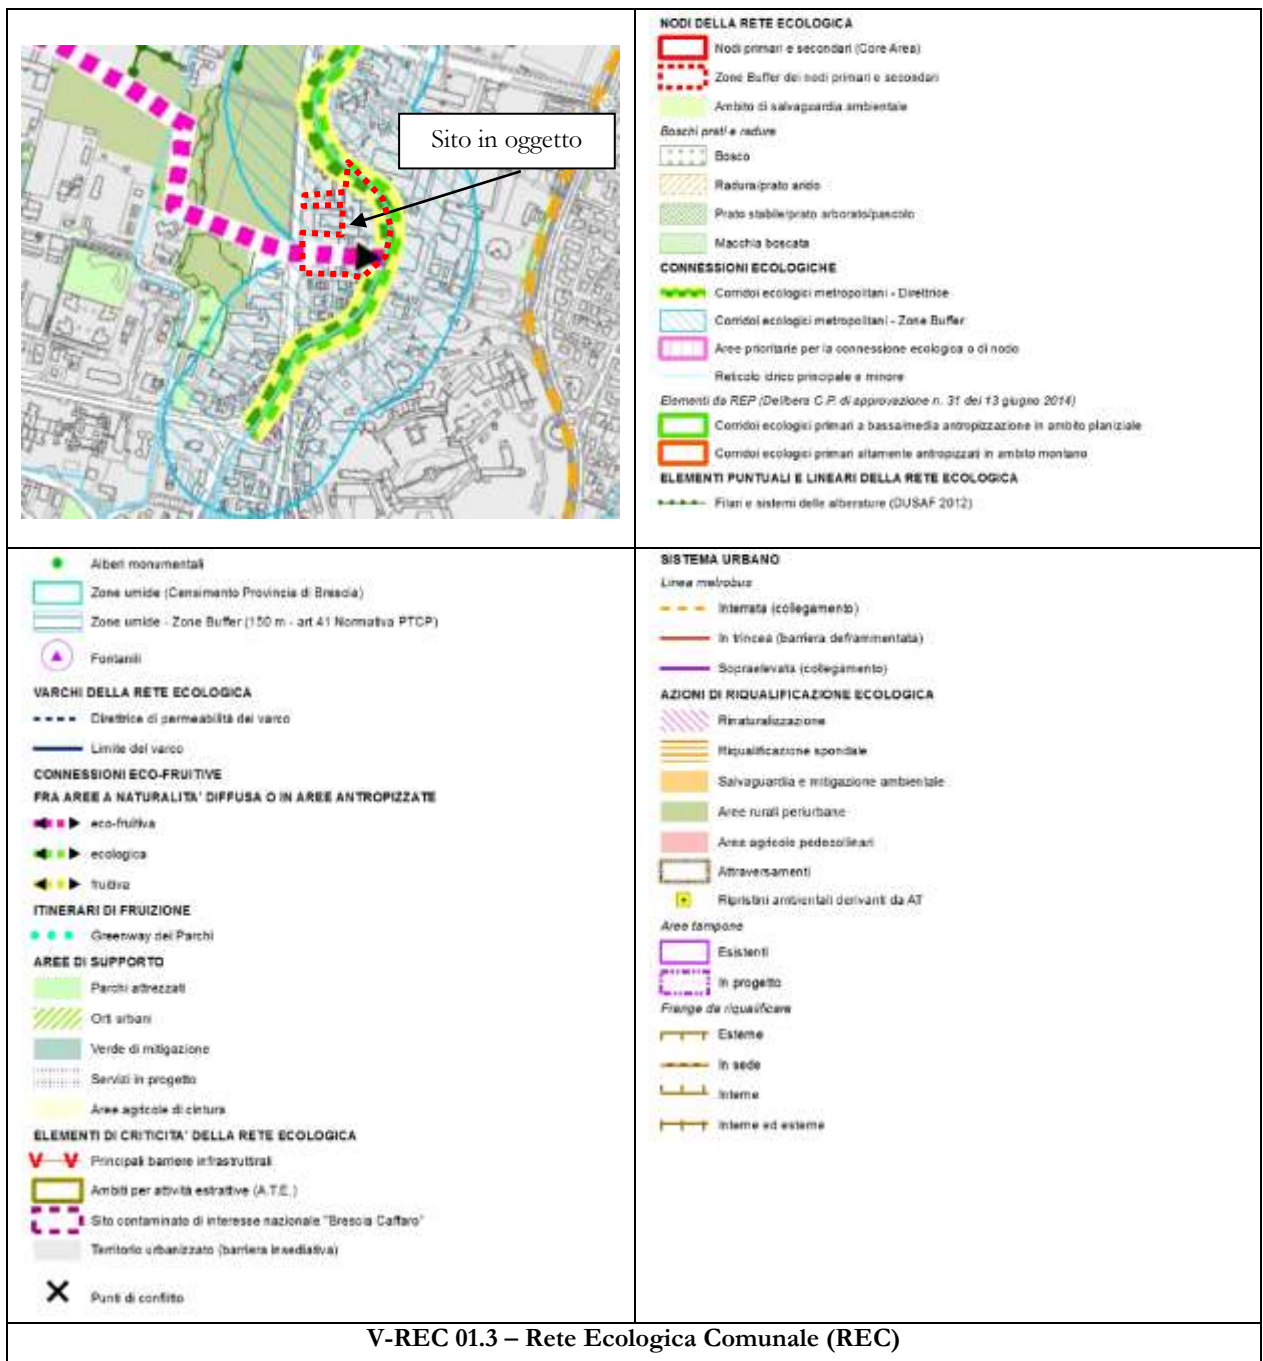 Sito in oggetto
NODI DELLA RETE ECOLOGICA
Nodi primari e secondari (Core Area)
Zone Buffer dei nodi primari e secondari
Ambito di salvaguardia ambientale
Boschi prati e radure
Bosco
Radura/prato arido
Prato stabile/prato arborato/pascolo
Macchia boscata
CONNESSIONI ECOLOGICHE
Corridoi ecologici metropolitani - Direttrice
Corridoi ecologici metropolitani - Zone Buffer
Aree prioritarie per la connessione ecologica o di nodo
Reticolo idrico principale e minore
Elementi da REP (Delibera C.P. di approvazione n. 31 del 13 giugno 2014)
Corridoi ecologici primari a bassa/media antropizzazione in ambito planiziale
Corridoi ecologici primari altamente antropizzati in ambito montano
ELEMENTI PUNTUALI E LINEARI DELLA RETE ECOLOGICA
Filari e sistemi delle alberature (DUSAF 2012)
Alberi monumentali
Zone umide (Censimento Provincia di Brescia)
Zone umide - Zone Buffer (150 m - art 41 Normativa PTCP)
Fontanili
VARCHI DELLA RETE ECOLOGICA
Direttrice di permeabilità del varco
Limite del varco
CONNESSIONI ECO-FRUITIVE
FRA AREE A NATURALITA' DIFFUSA O IN AREE ANTROPIZZATE
eco-fruitiva
ecologica
fruitiva
ITINERARI DI FRUIZIONE
Greenway dei Parchi
AREE DI SUPPORTO
Parchi attrezzati
Orti urbani
Verde di mitigazione
Servizi in progetto
Aree agricole di cintura
ELEMENTI DI CRITICITA' DELLA RETE ECOLOGICA
Principali barriere infrastrutturali
Ambiti per attività estrattive (A.T.E.)
Sito contaminato di interesse nazionale "Brescia Caffaro"
Territorio urbanizzato (barriera insediativa)
Punti di conflitto
SISTEMA URBANO
Linea metrobus
Interrata (collegamento)
In trincea (barriera deframmentata)
Sopraelevata (collegamento)
AZIONI DI RIQUALIFICAZIONE ECOLOGICA
Rinaturalizzazione
Riqualificazione spondale
Salvaguardia e mitigazione ambientale
Aree rurali periurbane
Aree agricole pedecollinari
Attraversamenti
Ripristini ambientali derivanti da AT
Aree tampone
Esistenti
In progetto
Frange da riqualificare
Esterne
In sede
Interne
Interne ed esterne
V-REC 01.3 – Rete Ecologica Comunale (REC)